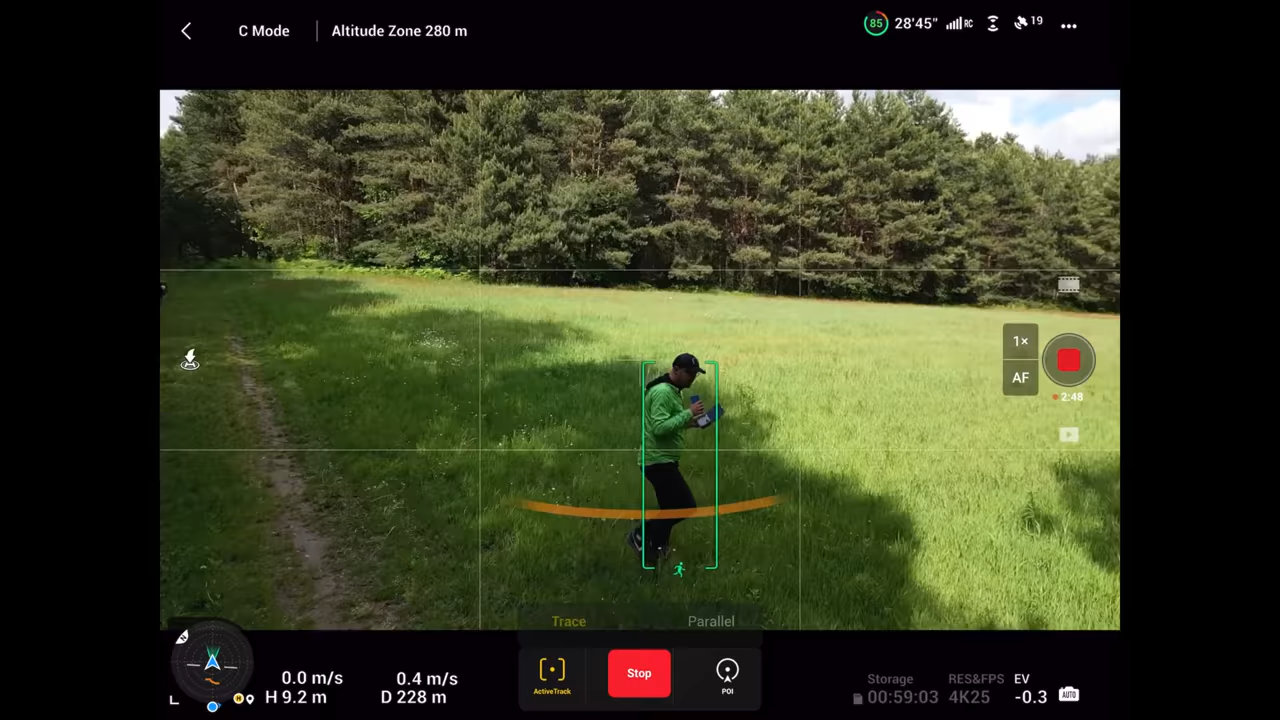 C Mode
Altitude Zone 280 m
85
28'45"
RC
19
1×
AF
2:48
Trace
Parallel
N
0.0 m/s
0.4 m/s
H 9.2 m
D 228 m
H
L
ActiveTrack
Stop
POI
Storage
RES&FPS
EV
00:59:03
4K25
-0.3
AUTO